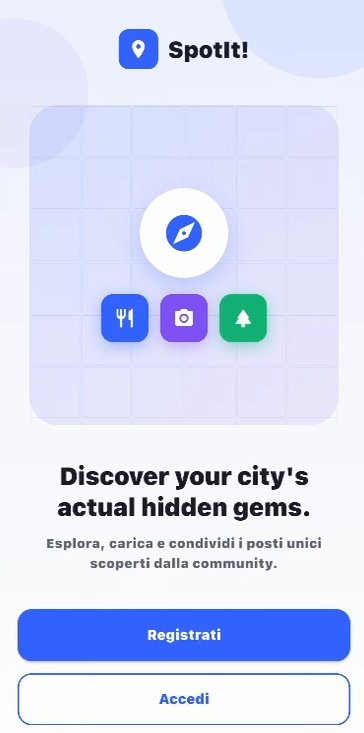 SpotIt!
Discover your city's
actual hidden gems.
Esplora, carica e condividi i posti unici
scoperti dalla community.
Registrati
Accedi